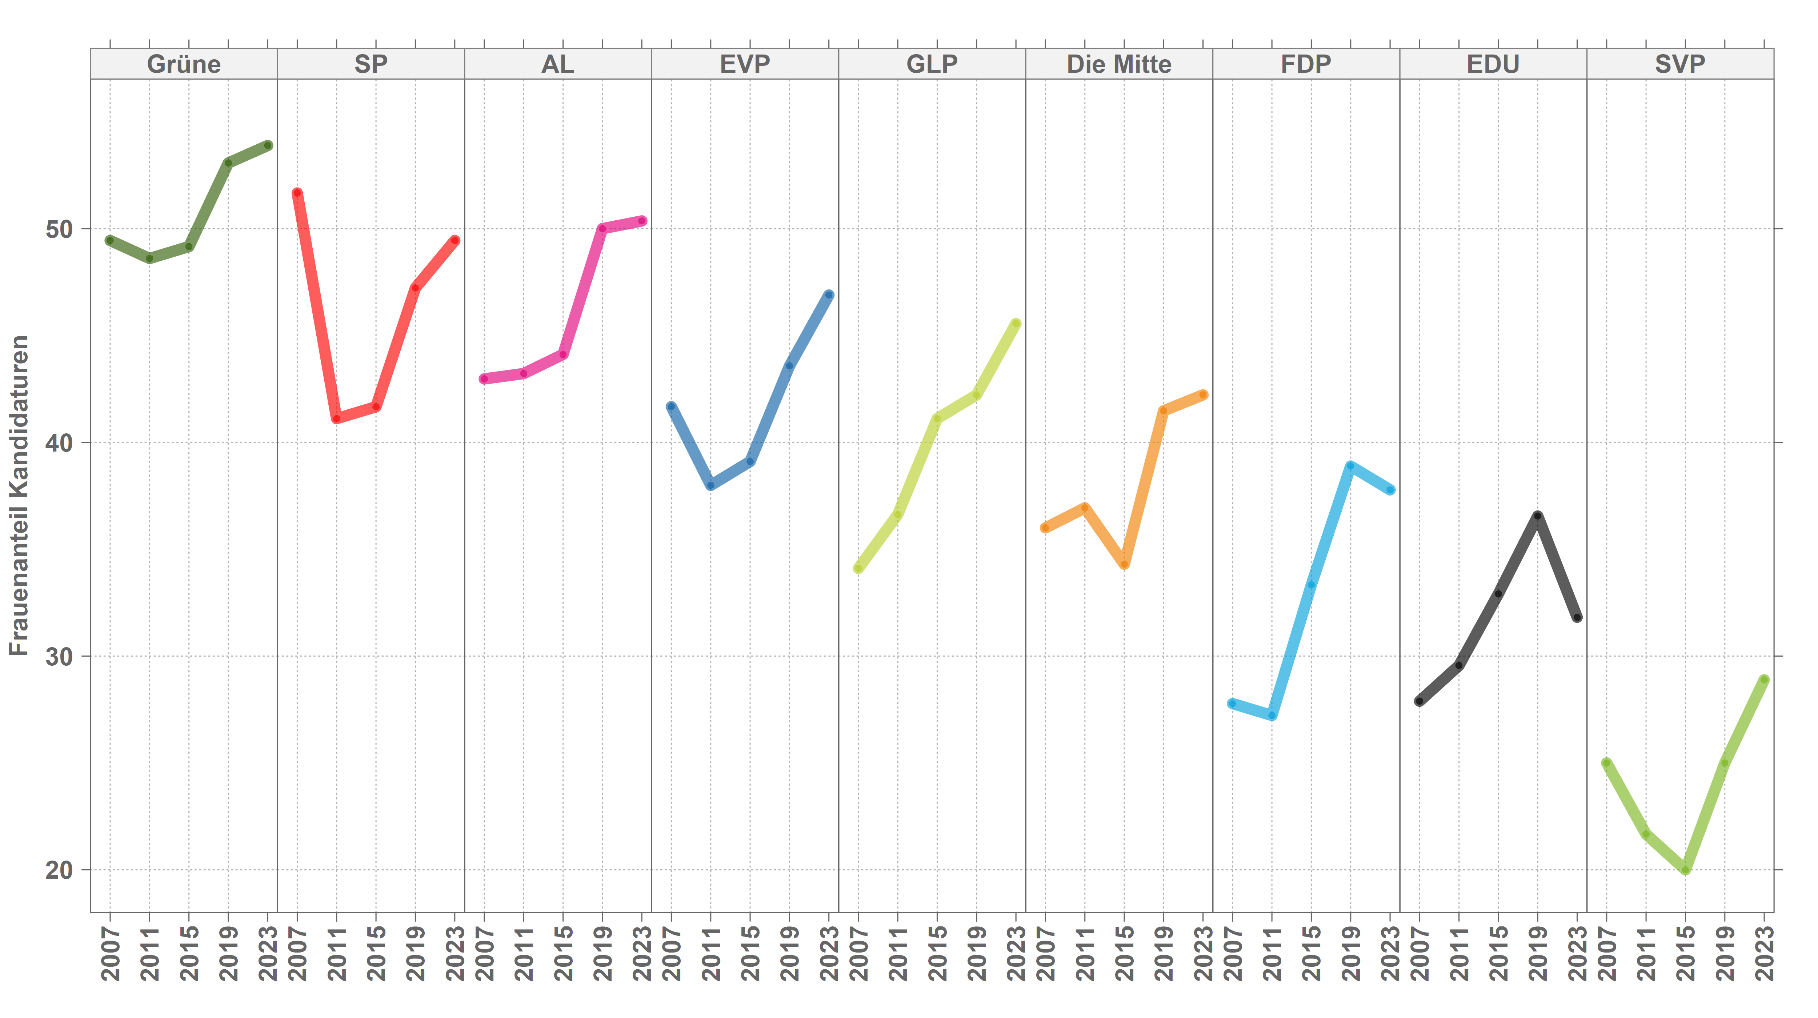 Grüne SP AL EVP GLP Die Mitte FDP EDU SVP
Frauenanteil Kandidaturen
50
40
30
20
2007 2011 2015 2019 2023 2007 2011 2015 2019 2023 2007 2011 2015 2019 2023 2007 2011 2015 2019 2023 2007 2011 2015 2019 2023 2007 2011 2015 2019 2023 2007 2011 2015 2019 2023 2007 2011 2015 2019 2023 2007 2011 2015 2019 2023